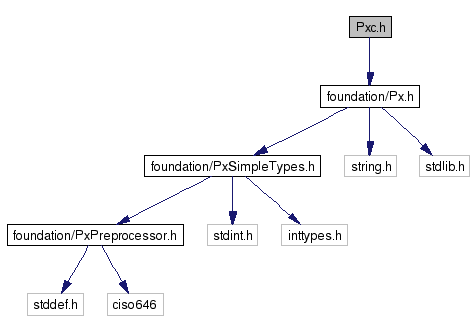 Pxc.h
foundation/Px.h
foundation/PxSimpleTypes.h
string.h
stdlib.h
foundation/PxPreprocessor.h
stdint.h
inttypes.h
stddef.h
ciso646